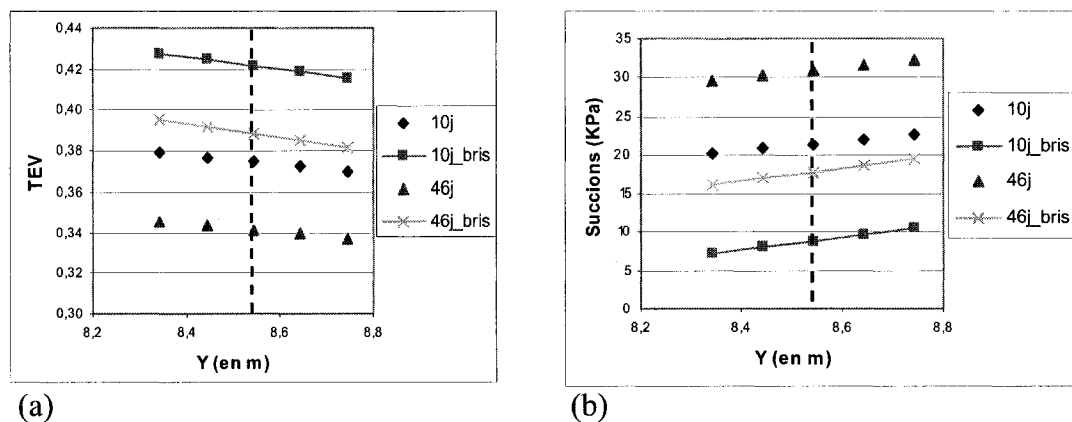 0,44
0,42
0,40
0,38
0,36
0,34
0,32
0,30
TEV
8,2 8,4 8,6 8,8
Y (en m)
10j
10j_bris
46j
46j_bris
(a)
35
30
25
20
15
10
5
0
Succions (KPa)
8,2 8,4 8,6 8,8
Y (en m)
10j
10j_bris
46j
46j_bris
(b)